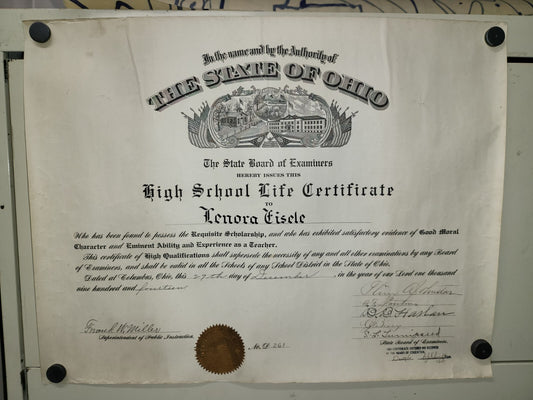 In the name and by the Authority of
THE STATE OF OHIO
The State Board of Examiners
HEREBY ISSUES THIS
High School Life Certificate
TO
Lenora Eisele
Who has been found to possess the Requisite Scholarship, and who has exhibited satisfactory evidence of Good Moral
Character and Eminent Ability and Experience as a Teacher.
This certificate of High Qualifications shall supersede the necessity of any and all other examinations by any Board
of Examiners, and shall be valid in all the Schools of any School District in the State of Ohio.
Dated at Columbus, Ohio, this 29th day of December in the year of our Lord one thousand
nine hundred and fourteen
Frank W. Miller
Superintendent of Public Instruction.
No. D 261
State Board of Examiners.